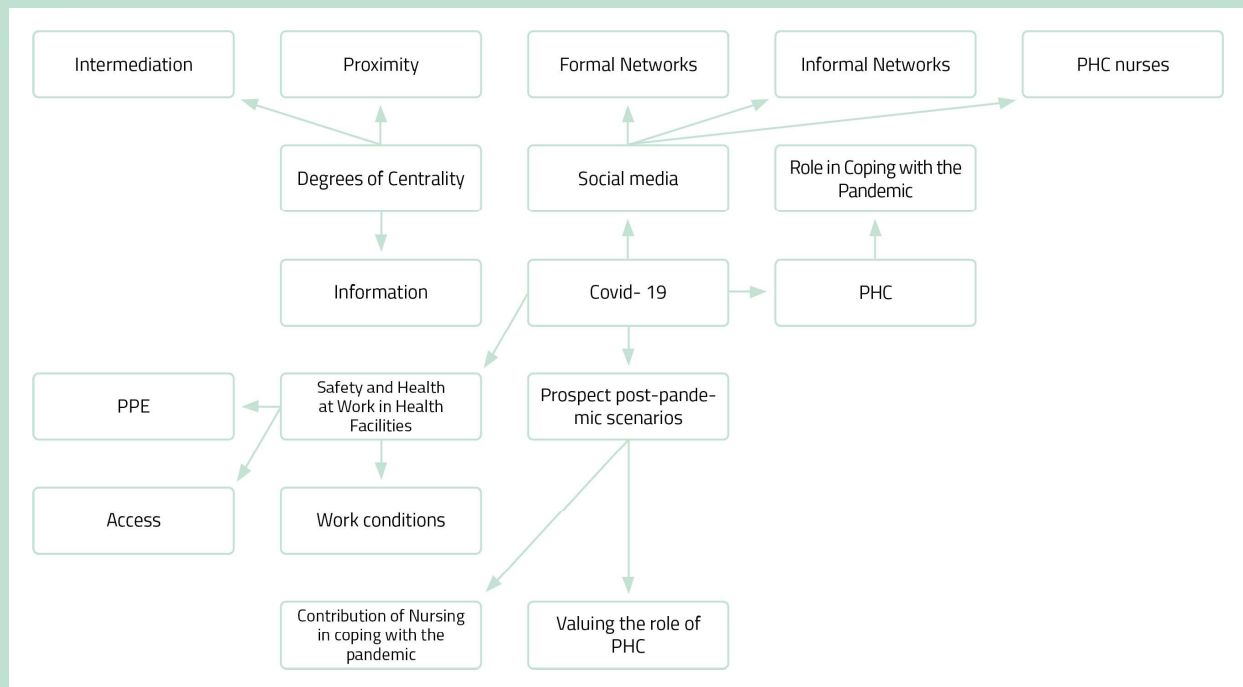 Intermediation
Proximity
Formal Networks
Informal Networks
PHC nurses
Degrees of Centrality
Social media
Role in Coping with the
Pandemic
Information
Covid- 19
PHC
PPE
Safety and Health
at Work in Health
Facilities
Prospect post-pande-
mic scenarios
Access
Work conditions
Contribution of Nursing
in coping with the
pandemic
Valuing the role of
PHC